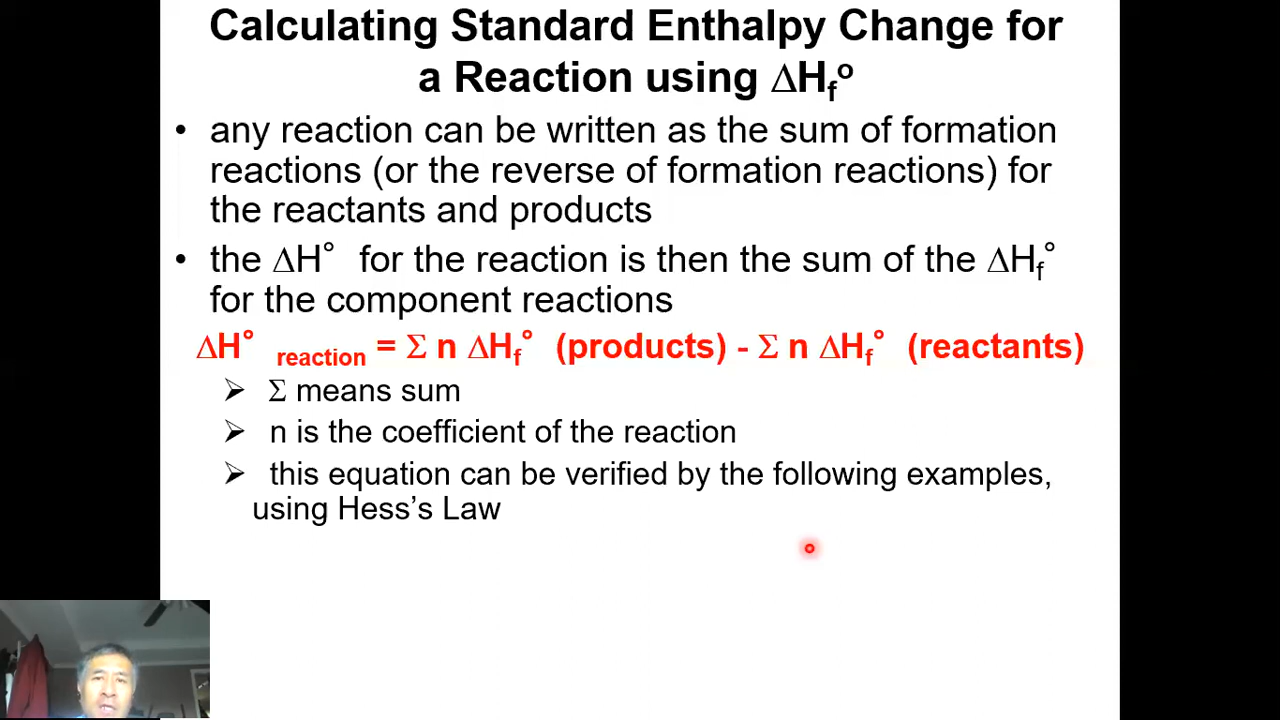 Calculating Standard Enthalpy Change for
a Reaction using ΔHfº
• any reaction can be written as the sum of formation
reactions (or the reverse of formation reactions) for
the reactants and products
• the ΔH° for the reaction is then the sum of the ΔHf°
for the component reactions
ΔH° reaction = Σ n ΔHf° (products) - Σ n ΔHf° (reactants)
➢ Σ means sum
➢ n is the coefficient of the reaction
➢ this equation can be verified by the following examples,
using Hess’s Law